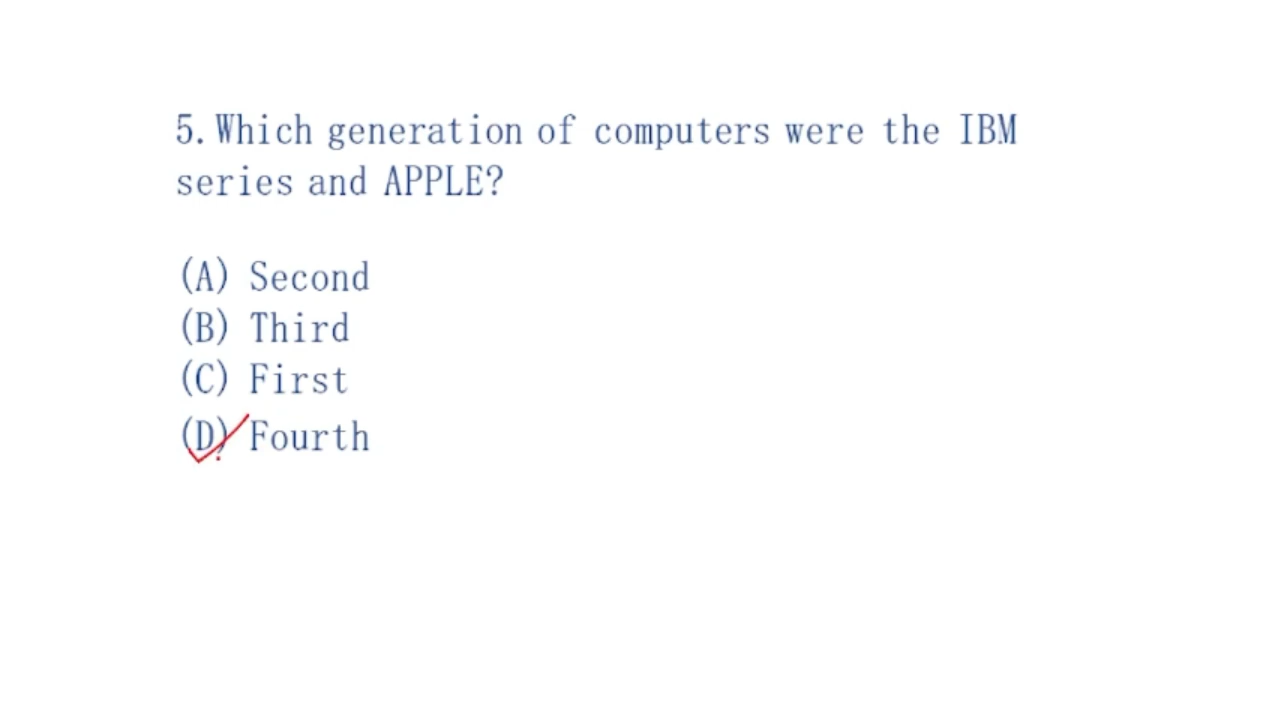 5. Which generation of computers were the IBM
series and APPLE?
(A) Second
(B) Third
(C) First
(D) Fourth